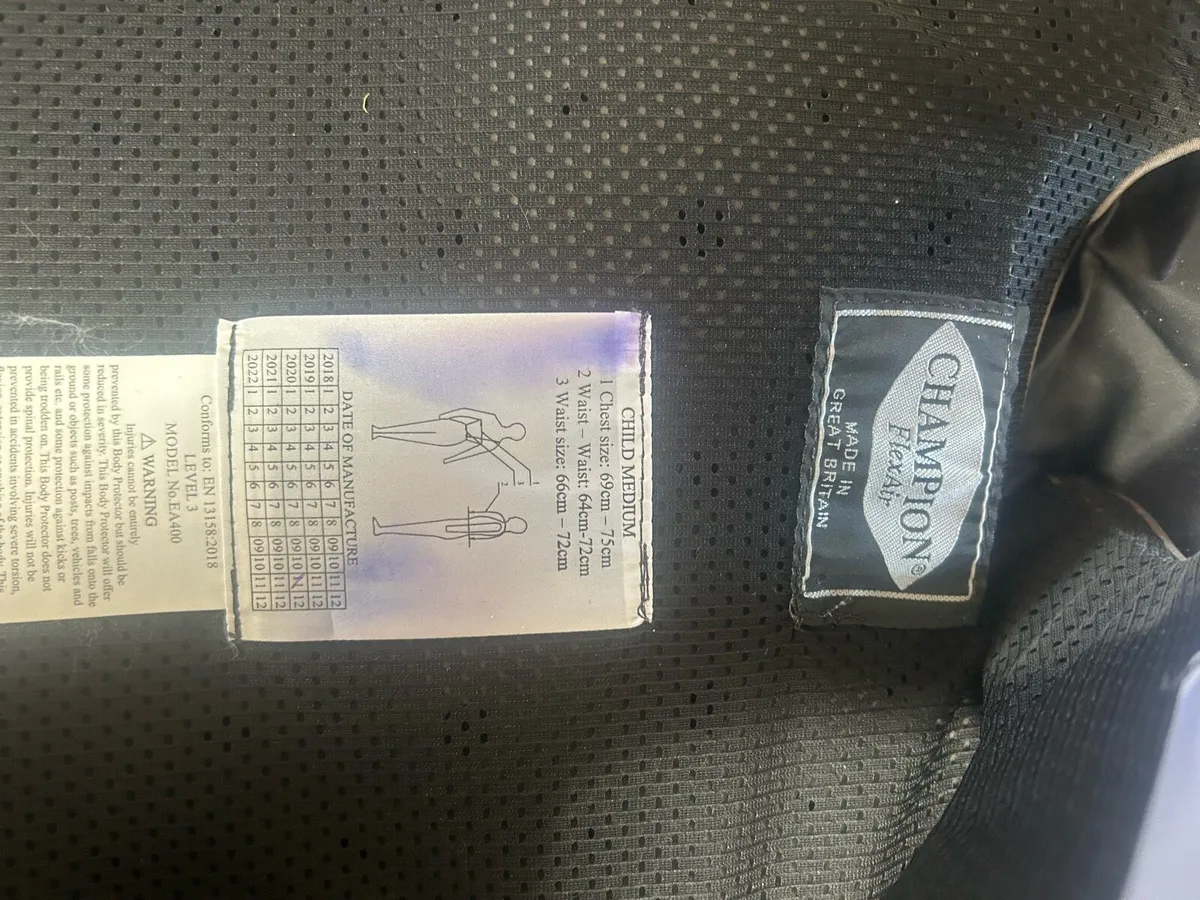 CHAMPION®
FlexAir
MADE IN
GREAT BRITAIN
CHILD MEDIUM
1 Chest size: 69cm – 75cm
2 Waist – Waist: 64cm-72cm
3 Waist size: 66cm – 72cm
DATE OF MANUFACTURE
2018 1 2 3 4 5 6 7 8 09 10 11 12
2019 1 2 3 4 5 6 7 8 09 10 11 12
2020 1 2 3 4 5 6 7 8 09 10 11 12
2021 1 2 3 4 5 6 7 8 09 10 11 12
2022 1 2 3 4 5 6 7 8 09 10 11 12
Conforms to: EN 13158:2018
LEVEL 3
MODEL No.EA400
⚠ WARNING
Injuries cannot be entirely
prevented by this Body Protector but should be
reduced in severity. This Body Protector will offer
some protection against impacts from falls onto the
ground or objects such as posts, trees, vehicles and
rails etc. and some protection against kicks or
being trodden on. This Body Protector does not
provide spinal protection. Injuries will not be
prevented in accidents involving severe torsion,